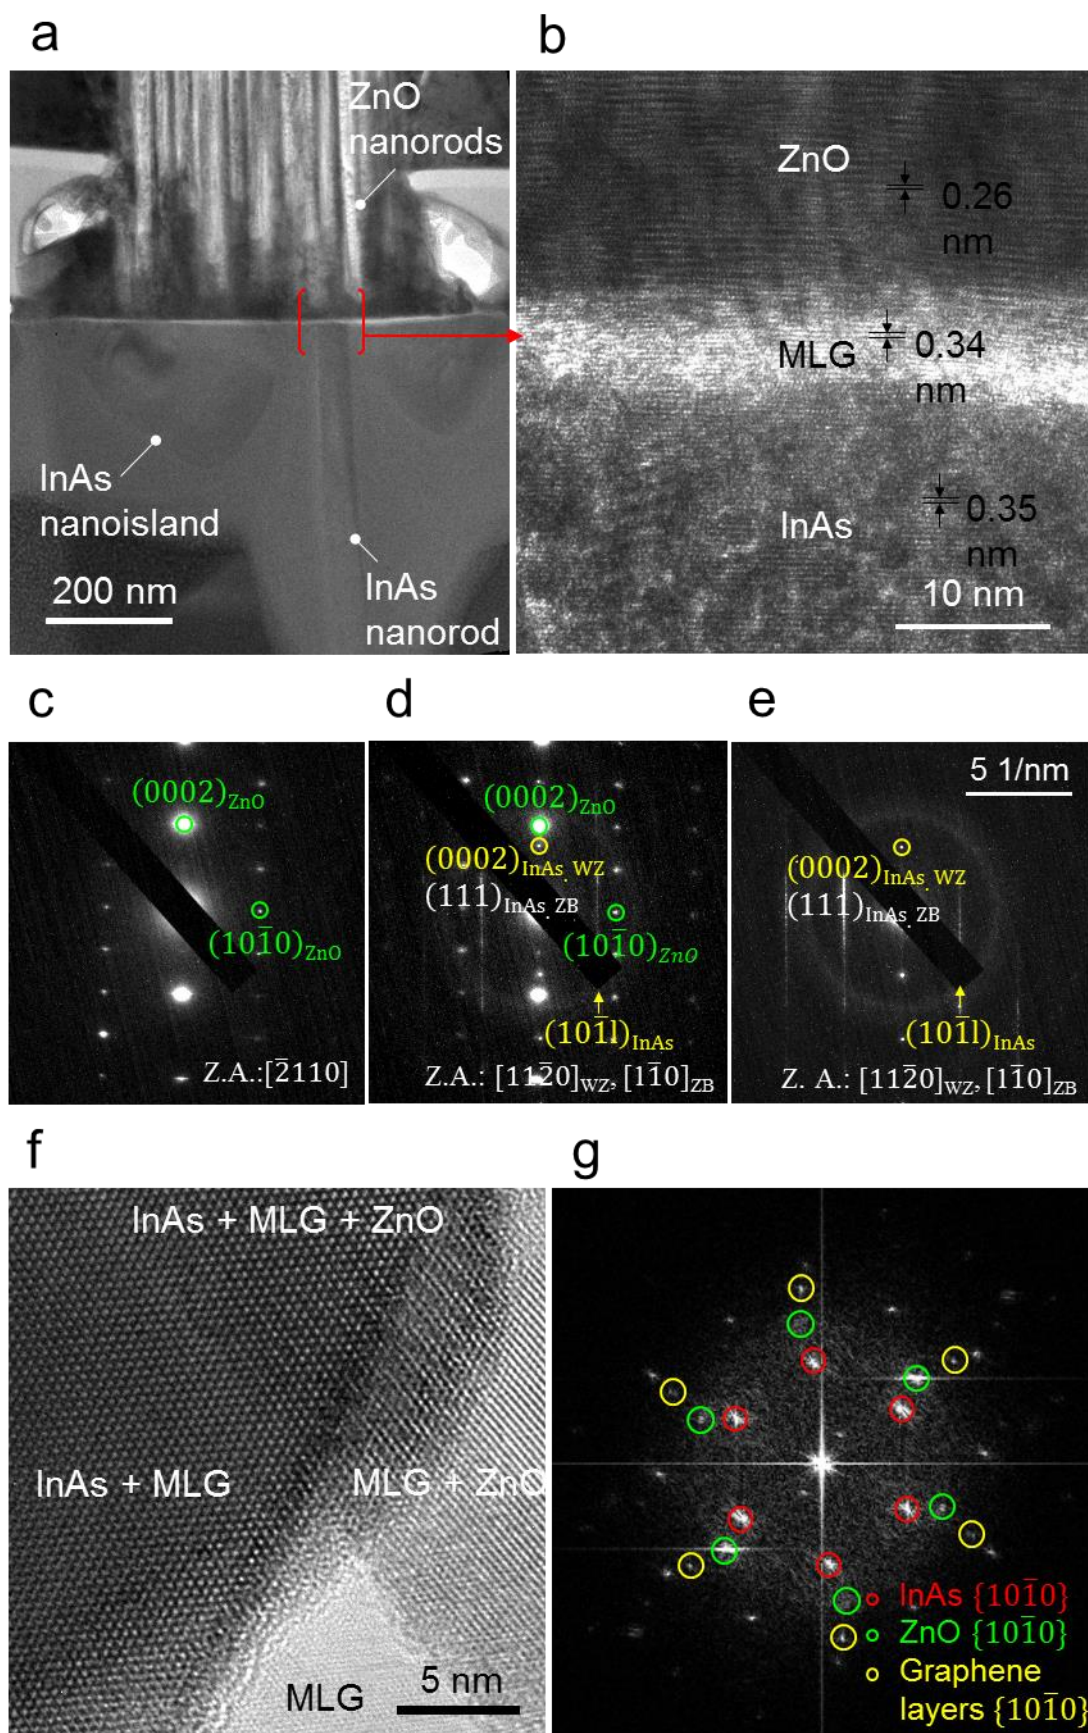 a
b
ZnO
nanorods
InAs
nanoisland
200 nm
InAs
nanorod
ZnO
0.26
nm
MLG
0.34
nm
0.35
nm
InAs
10 nm
c
d
e
(0002)ZnO
(101̅0)ZnO
Z.A.:[2̅110]
(0002)ZnO
(0002)InAs, WZ
(111)InAs, ZB
(101̅0)ZnO
(101̅l)InAs
Z.A.: [112̅0]WZ, [11̅0]ZB
5 1/nm
(0002)InAs, WZ
(111)InAs, ZB
(101̅l)InAs
Z. A.: [112̅0]WZ, [11̅0]ZB
f
g
InAs + MLG + ZnO
InAs + MLG
MLG + ZnO
MLG
5 nm
InAs {101̅0}
ZnO {101̅0}
Graphene
layers {101̅0}